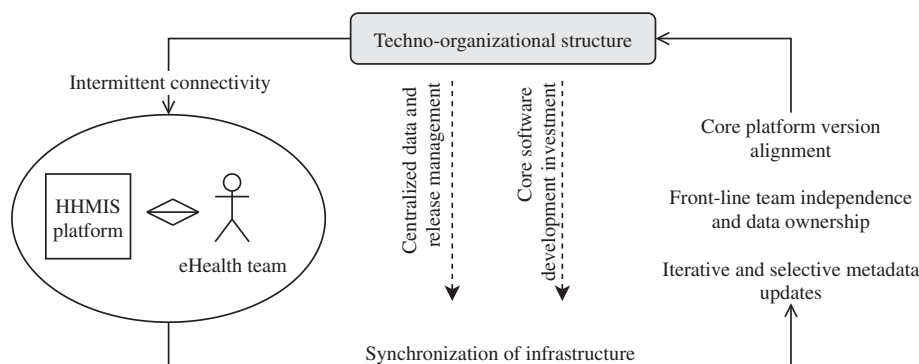 Techno-organizational structure
Intermittent connectivity
HHMIS
platform
eHealth team
Centralized data and
release management
Core software
development investment
Core platform version
alignment
Front-line team independence
and data ownership
Iterative and selective metadata
updates
Synchronization of infrastructure